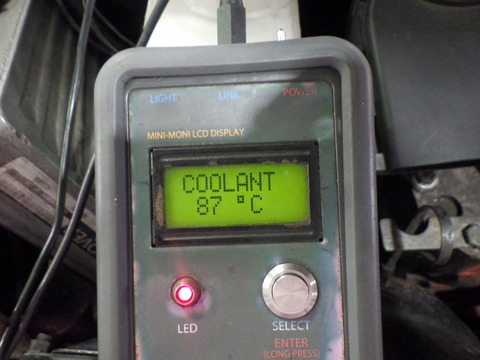 LIGHT LINK POWER
MINI-MONI LCD DISPLAY
COOLANT
87 °C
LED SELECT
ENTER
(LONG PRESS)